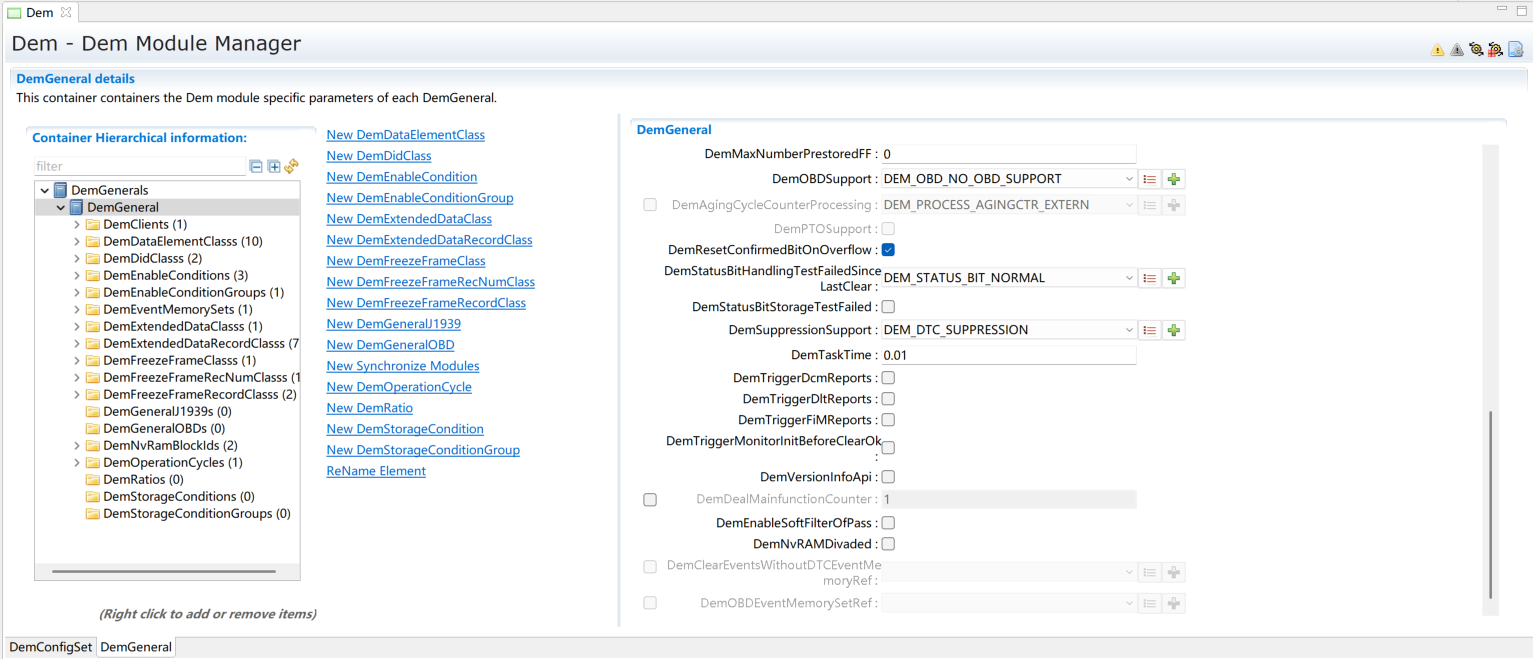 Dem
Dem - Dem Module Manager
DemGeneral details
This container containers the Dem module specific parameters of each DemGeneral.
Container Hierarchical information:
filter
DemGenerals
DemGeneral
DemClients (1)
DemDataElementClasss (10)
DemDidClasss (2)
DemEnableConditions (3)
DemEnableConditionGroups (1)
DemEventMemorySets (1)
DemExtendedDataClasss (1)
DemExtendedDataRecordClasss (7
DemFreezeFrameClasss (1)
DemFreezeFrameRecNumClasss (1
DemFreezeFrameRecordClasss (2)
DemGeneralJ1939s (0)
DemGeneralOBDs (0)
DemNvRamBlockIds (2)
DemOperationCycles (1)
DemRatios (0)
DemStorageConditions (0)
DemStorageConditionGroups (0)
(Right click to add or remove items)
New DemDataElementClass
New DemDidClass
New DemEnableCondition
New DemEnableConditionGroup
New DemExtendedDataClass
New DemExtendedDataRecordClass
New DemFreezeFrameClass
New DemFreezeFrameRecNumClass
New DemFreezeFrameRecordClass
New DemGeneralJ1939
New DemGeneralOBD
New Synchronize Modules
New DemOperationCycle
New DemRatio
New DemStorageCondition
New DemStorageConditionGroup
ReName Element
DemGeneral
DemMaxNumberPrestoredFF : 0
DemOBDSupport : DEM_OBD_NO_OBD_SUPPORT
DemAgingCycleCounterProcessing : DEM_PROCESS_AGINGCTR_EXTERN
DemPTOSupport :
DemResetConfirmedBitOnOverflow :
DemStatusBitHandlingTestFailedSince
LastClear : DEM_STATUS_BIT_NORMAL
DemStatusBitStorageTestFailed :
DemSuppressionSupport : DEM_DTC_SUPPRESSION
DemTaskTime : 0.01
DemTriggerDcmReports :
DemTriggerDltReports :
DemTriggerFiMReports :
DemTriggerMonitorInitBeforeClearOk
:
DemVersionInfoApi :
DemDealMainfunctionCounter : 1
DemEnableSoftFilterOfPass :
DemNvRAMDivaded :
DemClearEventsWithoutDTCEventMe
moryRef :
DemOBDEventMemorySetRef :
DemConfigSet
DemGeneral